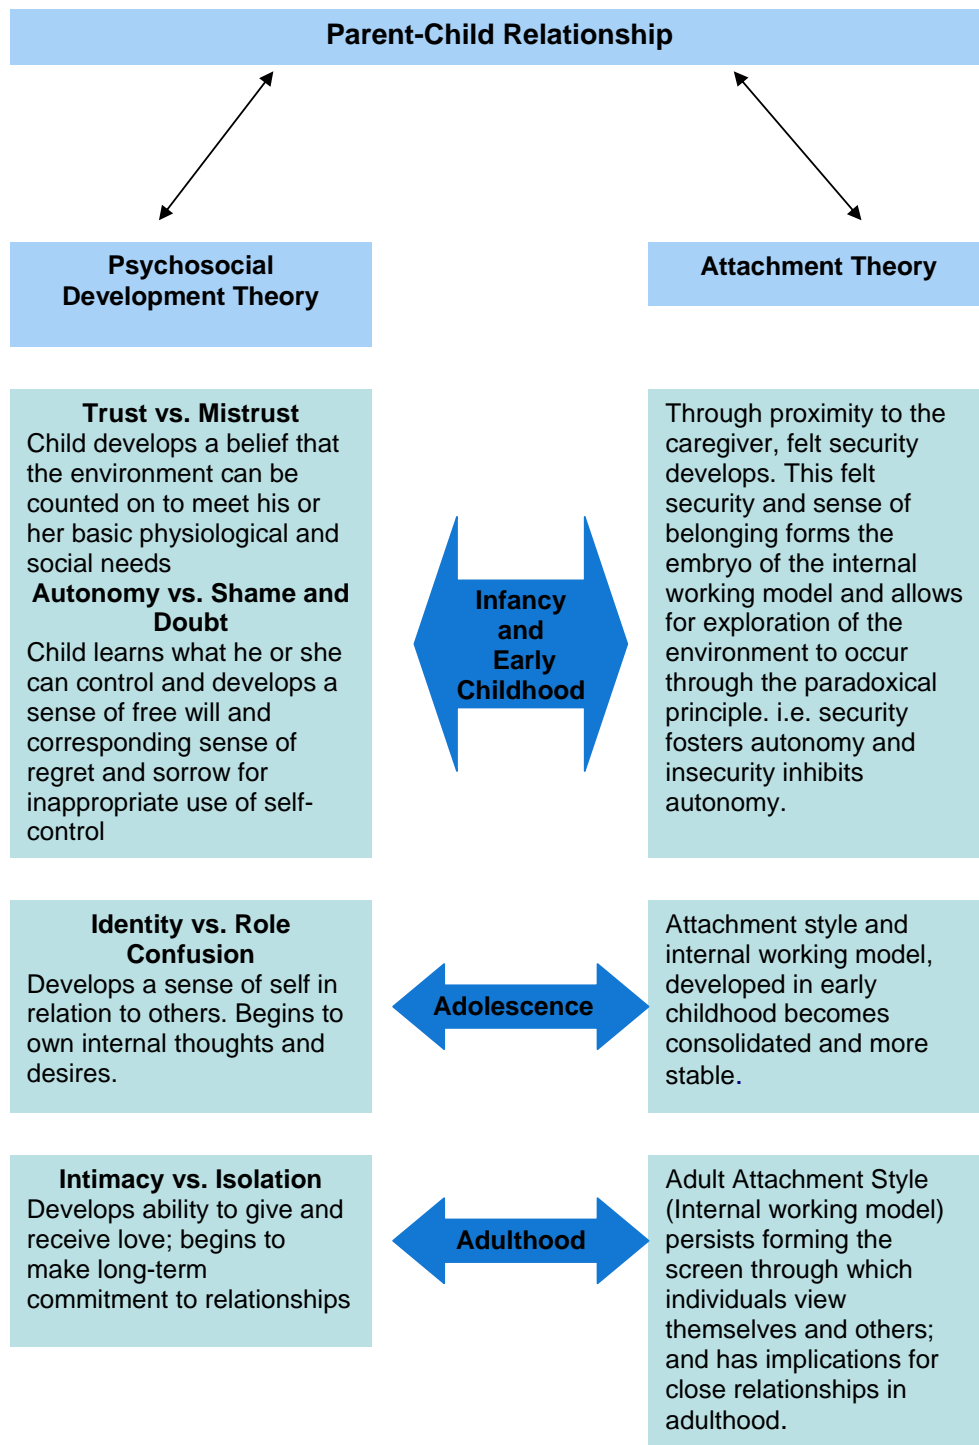 Parent-Child Relationship
Psychosocial
Development Theory
Attachment Theory
Trust vs. Mistrust
Child develops a belief that
the environment can be
counted on to meet his or
her basic physiological and
social needs
Autonomy vs. Shame and
Doubt
Child learns what he or she
can control and develops a
sense of free will and
corresponding sense of
regret and sorrow for
inappropriate use of self-
control
Infancy
and
Early
Childhood
Through proximity to the
caregiver, felt security
develops. This felt
security and sense of
belonging forms the
embryo of the internal
working model and allows
for exploration of the
environment to occur
through the paradoxical
principle. i.e. security
fosters autonomy and
insecurity inhibits
autonomy.
Identity vs. Role
Confusion
Develops a sense of self in
relation to others. Begins to
own internal thoughts and
desires.
Adolescence
Attachment style and
internal working model,
developed in early
childhood becomes
consolidated and more
stable.
Intimacy vs. Isolation
Develops ability to give and
receive love; begins to
make long-term
commitment to relationships
Adulthood
Adult Attachment Style
(Internal working model)
persists forming the
screen through which
individuals view
themselves and others;
and has implications for
close relationships in
adulthood.